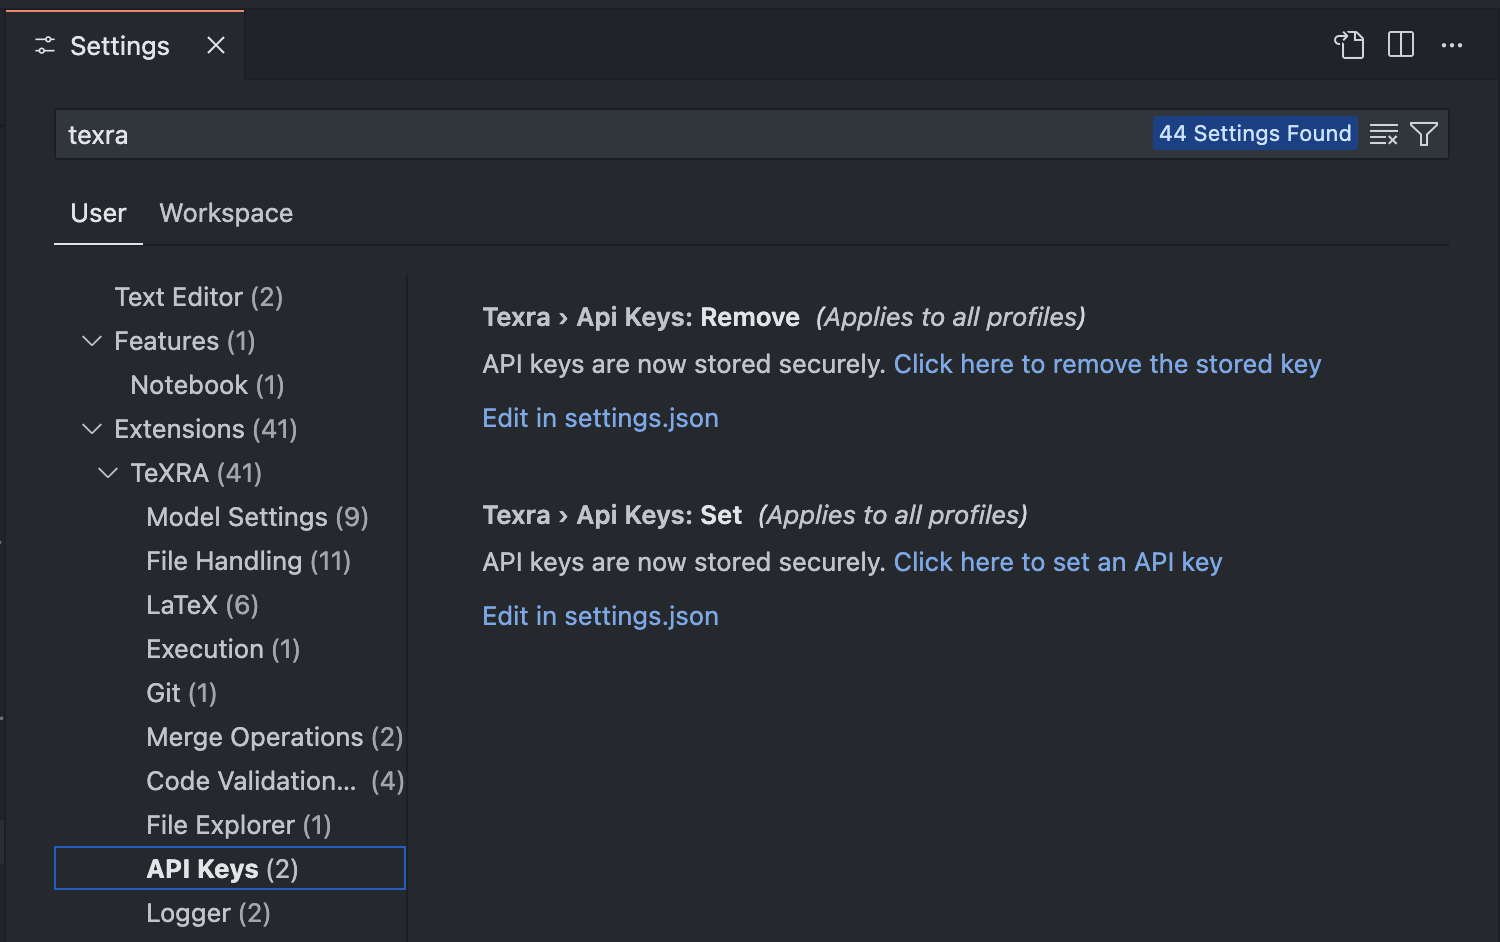 Settings
texra
44 Settings Found
User Workspace
Text Editor (2)
Features (1)
Notebook (1)
Extensions (41)
TeXRA (41)
Model Settings (9)
File Handling (11)
LaTeX (6)
Execution (1)
Git (1)
Merge Operations (2)
Code Validation... (4)
File Explorer (1)
API Keys (2)
Logger (2)
Texra › Api Keys: Remove (Applies to all profiles)
API keys are now stored securely. Click here to remove the stored key
Edit in settings.json
Texra › Api Keys: Set (Applies to all profiles)
API keys are now stored securely. Click here to set an API key
Edit in settings.json